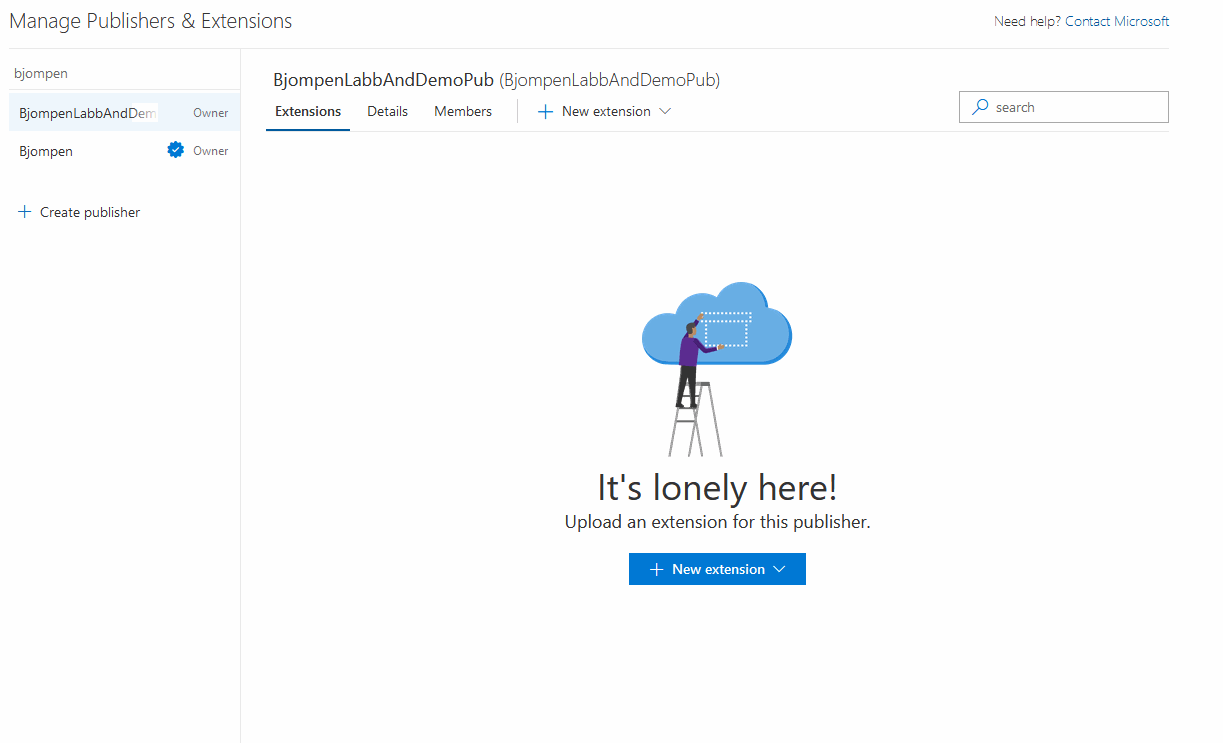 Manage Publishers & Extensions
Need help? Contact Microsoft
bjompen
BjompenLabbAndDem
Owner
Bjompen
Owner
Create publisher
BjompenLabbAndDemoPub (BjompenLabbAndDemoPub)
Extensions Details Members New extension
search
It's lonely here!
Upload an extension for this publisher.
New extension